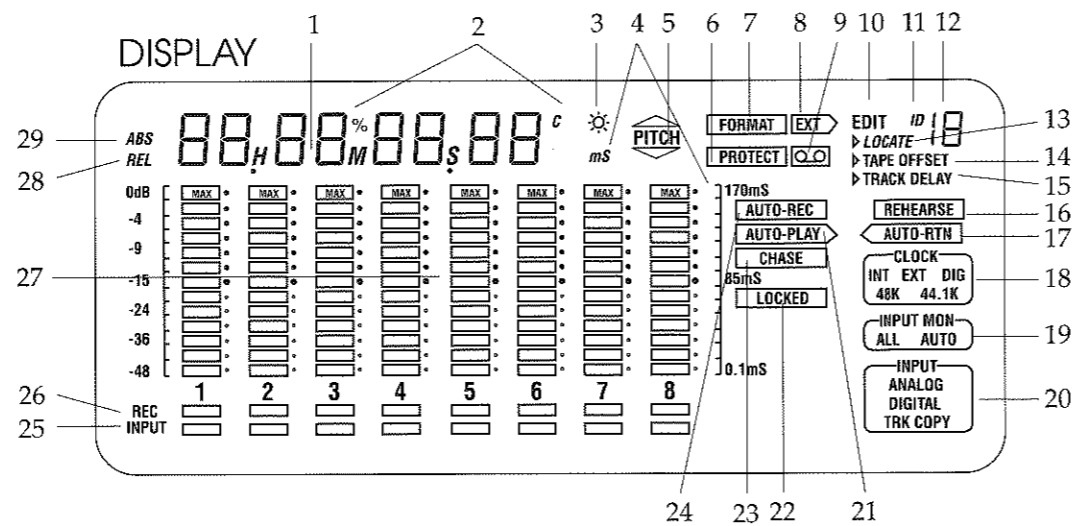 1 2 3 4 5 6 7 8 9 10 11 12
DISPLAY
ABS 88 H 88 % M 88 S 88 C mS PITCH FORMAT EXT EDIT ID 18
REL PROTECT LOCATE
TAPE OFFSET
TRACK DELAY
29
28
13
14
15
0dB MAX MAX MAX MAX MAX MAX MAX MAX 170mS
-4 AUTO-REC REHEARSE 16
-9 AUTO-PLAY AUTO-RTN 17
27 CHASE CLOCK
-15 85mS INT EXT DIG 18
-24 LOCKED 48K 44.1K
-36 INPUT MON 19
ALL AUTO
-48 0.1mS INPUT
1 2 3 4 5 6 7 8 ANALOG
26 REC DIGITAL 20
25 INPUT TRK COPY
24 23 22 21